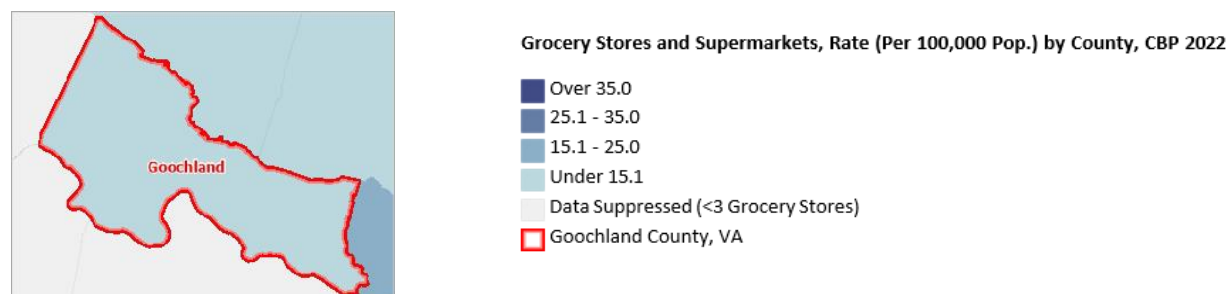 Goochland
Grocery Stores and Supermarkets, Rate (Per 100,000 Pop.) by County, CBP 2022
Over 35.0
25.1 - 35.0
15.1 - 25.0
Under 15.1
Data Suppressed (<3 Grocery Stores)
Goochland County, VA